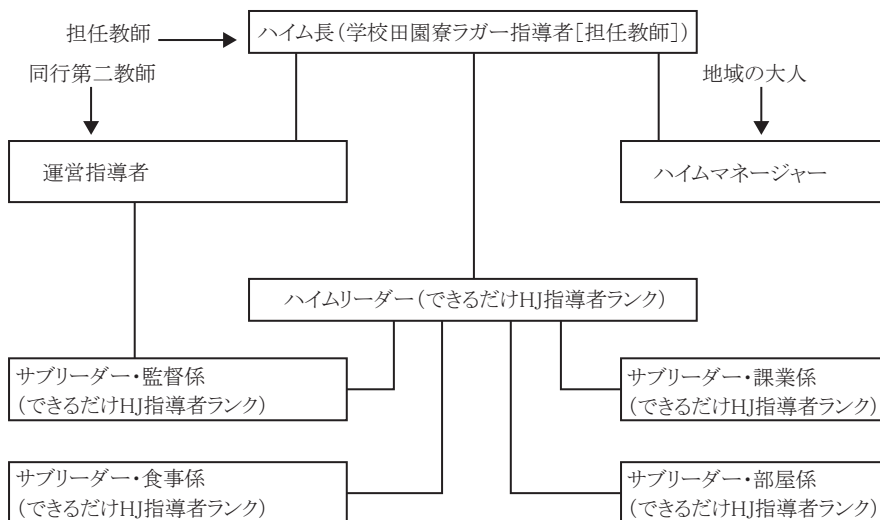 担任教師
ハイム長(学校田園寮ラガー指導者[担任教師])
同行第二教師
地域の大人
運営指導者
ハイムマネージャー
ハイムリーダー(できるだけHJ指導者ランク)
サブリーダー・監督係
(できるだけHJ指導者ランク)
サブリーダー・課業係
(できるだけHJ指導者ランク)
サブリーダー・食事係
(できるだけHJ指導者ランク)
サブリーダー・部屋係
(できるだけHJ指導者ランク)